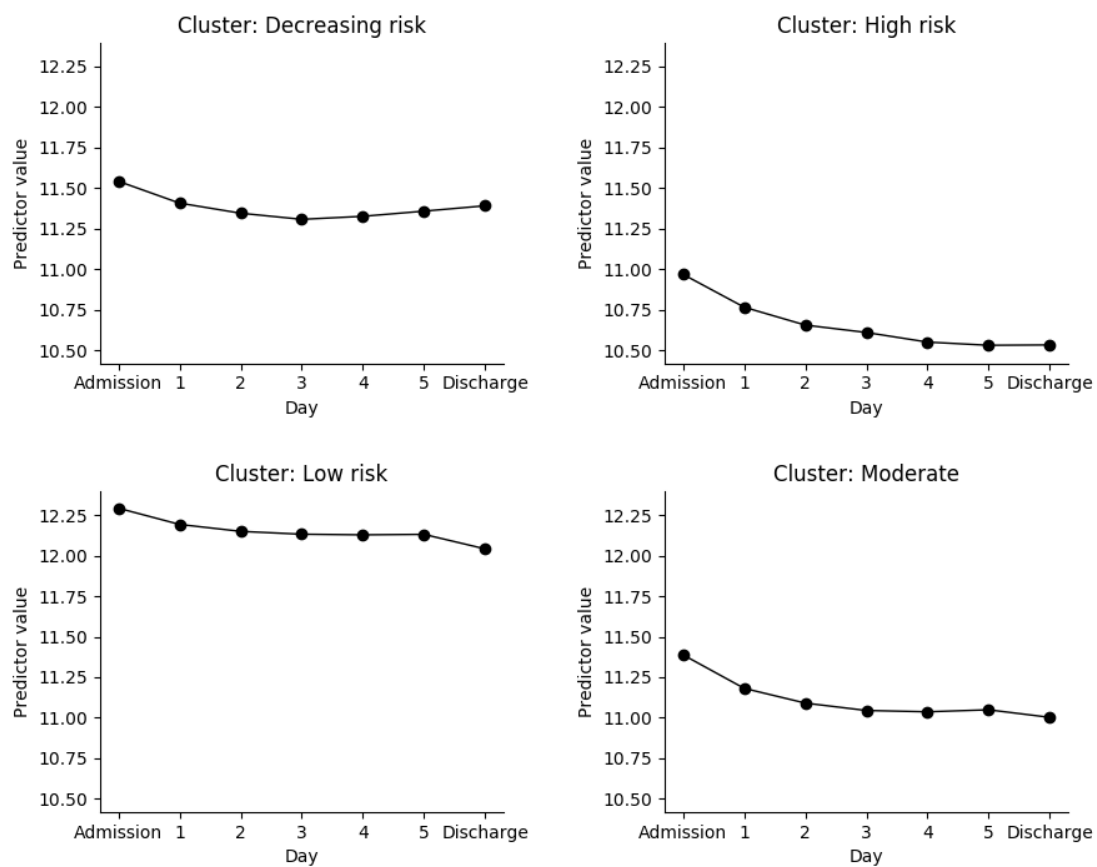 Cluster: Decreasing risk
12.25
12.00
11.75
11.50
11.25
11.00
10.75
10.50
Predictor value
Admission 1 2 3 4 5 Discharge
Day
Cluster: High risk
12.25
12.00
11.75
11.50
11.25
11.00
10.75
10.50
Predictor value
Admission 1 2 3 4 5 Discharge
Day
Cluster: Low risk
12.25
12.00
11.75
11.50
11.25
11.00
10.75
10.50
Predictor value
Admission 1 2 3 4 5 Discharge
Day
Cluster: Moderate
12.25
12.00
11.75
11.50
11.25
11.00
10.75
10.50
Predictor value
Admission 1 2 3 4 5 Discharge
Day